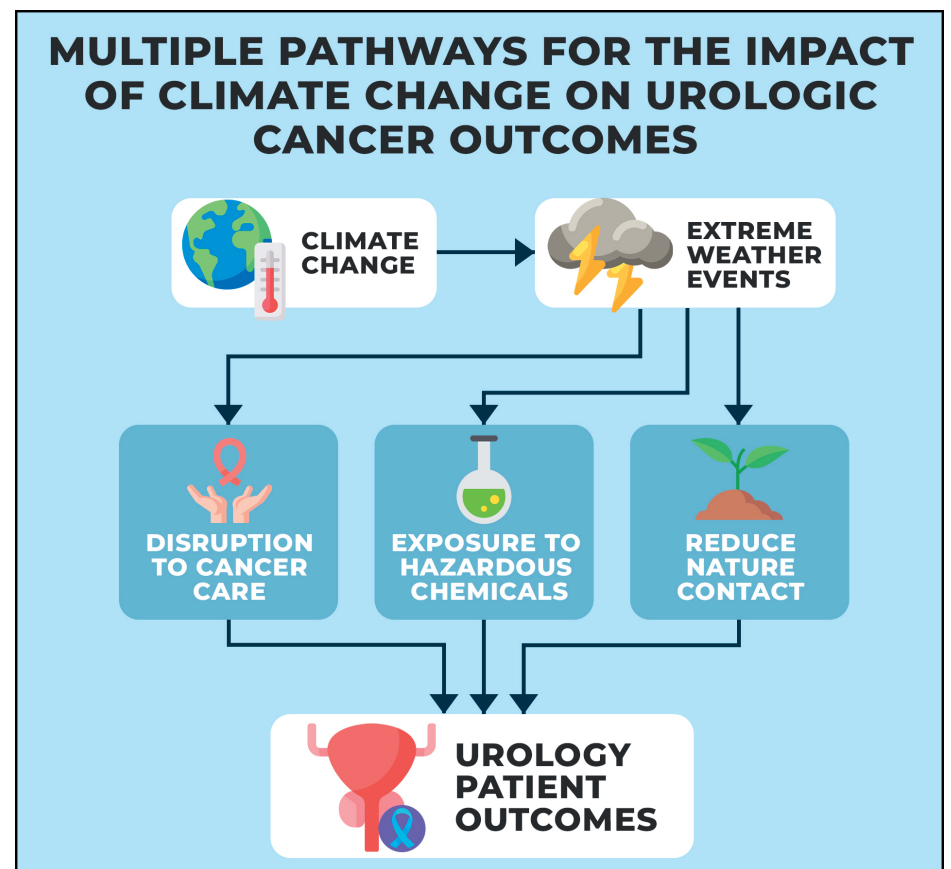 MULTIPLE PATHWAYS FOR THE IMPACT
OF CLIMATE CHANGE ON UROLOGIC
CANCER OUTCOMES
CLIMATE
CHANGE
EXTREME
WEATHER
EVENTS
DISRUPTION
TO CANCER
CARE
EXPOSURE TO
HAZARDOUS
CHEMICALS
REDUCE
NATURE
CONTACT
UROLOGY
PATIENT
OUTCOMES